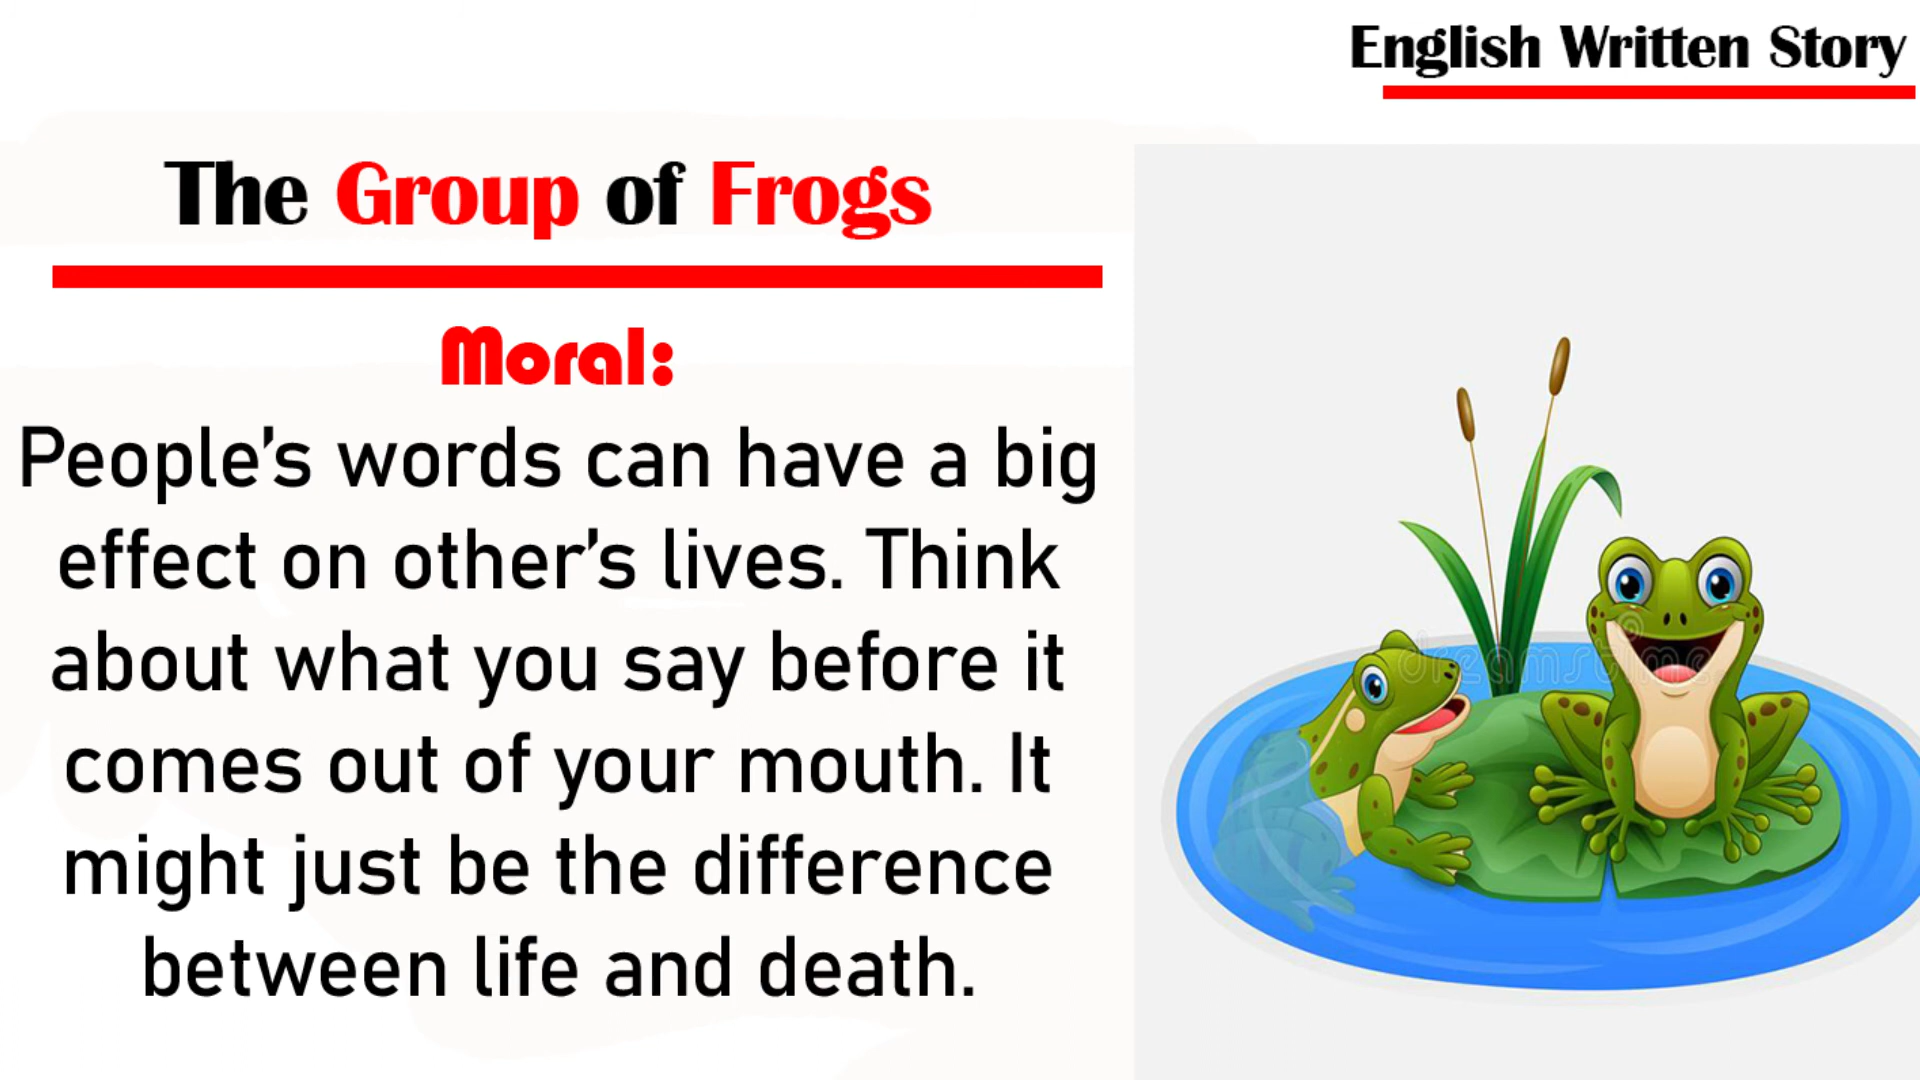 English Written Story
The Group of Frogs
Moral:
People’s words can have a big
effect on other’s lives. Think
about what you say before it
comes out of your mouth. It
might just be the difference
between life and death.
dreamstime